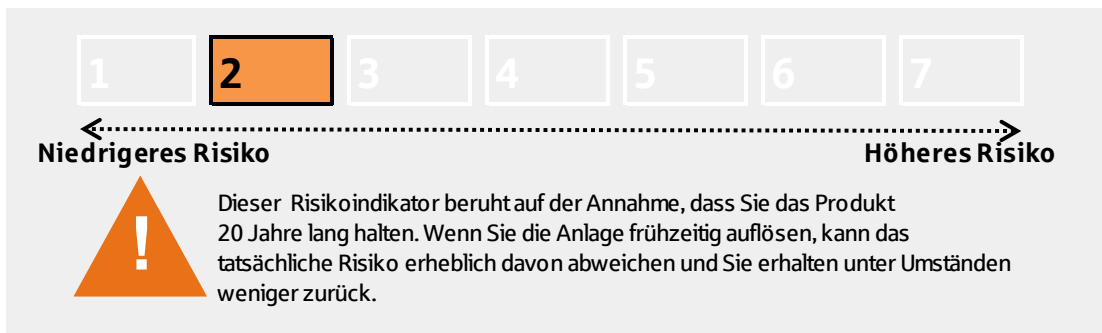 1 2 3 4 5 6 7
Niedrigeres Risiko Höheres Risiko
!
Dieser Risikoindikator beruht auf der Annahme, dass Sie das Produkt
20 Jahre lang halten. Wenn Sie die Anlage frühzeitig auflösen, kann das
tatsächliche Risiko erheblich davon abweichen und Sie erhalten unter Umständen
weniger zurück.